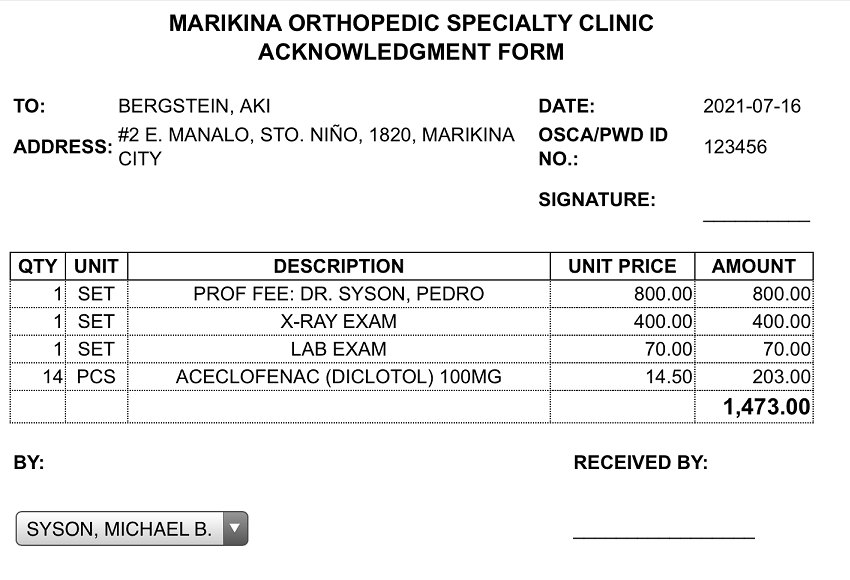 MARIKINA ORTHOPEDIC SPECIALTY CLINIC
ACKNOWLEDGMENT FORM
TO: BERGSTEIN, AKI DATE: 2021-07-16
ADDRESS: #2 E. MANALO, STO. NIÑO, 1820, MARIKINA CITY OSCA/PWD ID NO.: 123456
SIGNATURE: __________
QTY UNIT DESCRIPTION UNIT PRICE AMOUNT
1 SET PROF FEE: DR. SYSON, PEDRO 800.00 800.00
1 SET X-RAY EXAM 400.00 400.00
1 SET LAB EXAM 70.00 70.00
14 PCS ACECLOFENAC (DICLOTOL) 100MG 14.50 203.00
1,473.00
BY: RECEIVED BY:
SYSON, MICHAEL B. ▼ _________________